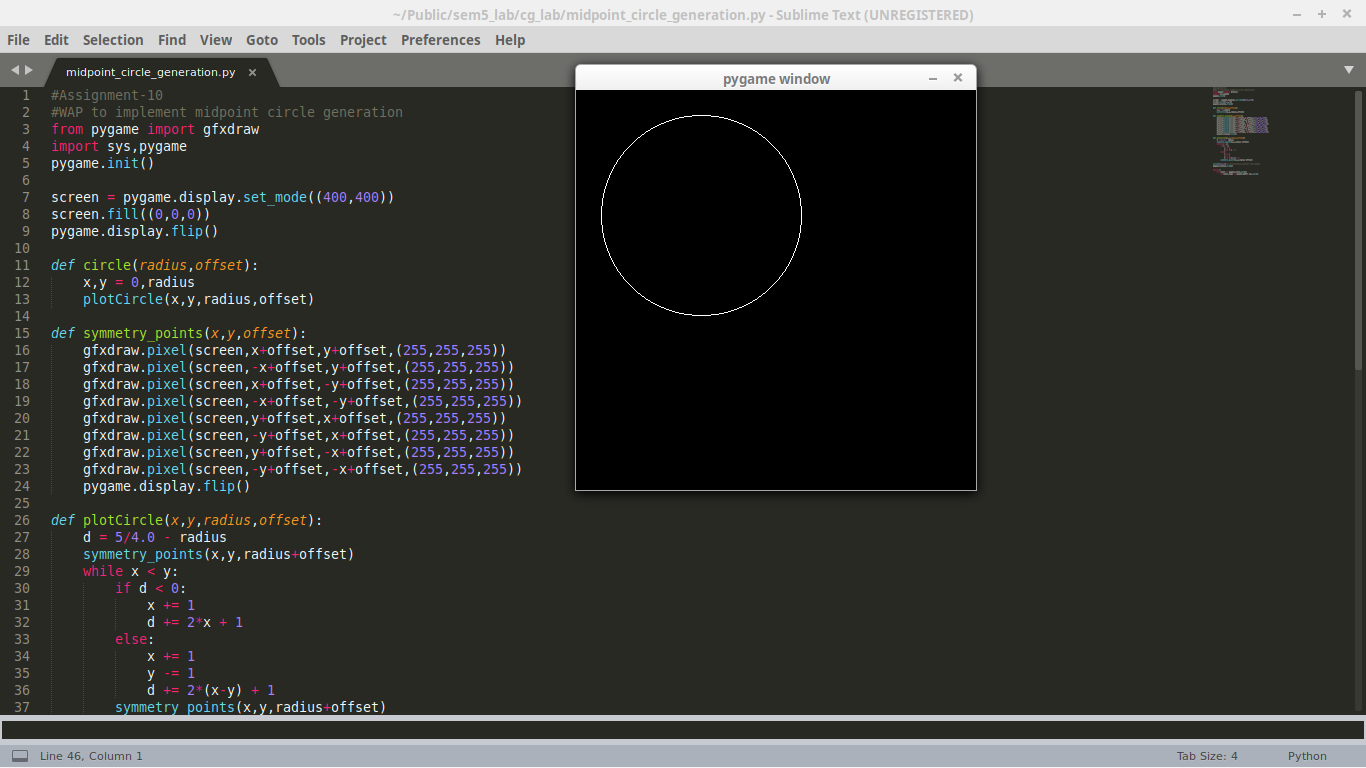 ~/Public/sem5_lab/cg_lab/midpoint_circle_generation.py - Sublime Text (UNREGISTERED)
File Edit Selection Find View Goto Tools Project Preferences Help
midpoint_circle_generation.py
pygame window
1 #Assignment-10
2 #WAP to implement midpoint circle generation
3 from pygame import gfxdraw
4 import sys,pygame
5 pygame.init()
6
7 screen = pygame.display.set_mode((400,400))
8 screen.fill((0,0,0))
9 pygame.display.flip()
10
11 def circle(radius,offset):
12     x,y = 0,radius
13     plotCircle(x,y,radius,offset)
14
15 def symmetry_points(x,y,offset):
16     gfxdraw.pixel(screen,x+offset,y+offset,(255,255,255))
17     gfxdraw.pixel(screen,-x+offset,y+offset,(255,255,255))
18     gfxdraw.pixel(screen,x+offset,-y+offset,(255,255,255))
19     gfxdraw.pixel(screen,-x+offset,-y+offset,(255,255,255))
20     gfxdraw.pixel(screen,y+offset,x+offset,(255,255,255))
21     gfxdraw.pixel(screen,-y+offset,x+offset,(255,255,255))
22     gfxdraw.pixel(screen,y+offset,-x+offset,(255,255,255))
23     gfxdraw.pixel(screen,-y+offset,-x+offset,(255,255,255))
24     pygame.display.flip()
25
26 def plotCircle(x,y,radius,offset):
27     d = 5/4.0 - radius
28     symmetry_points(x,y,radius+offset)
29     while x < y:
30         if d < 0:
31             x += 1
32             d += 2*x + 1
33         else:
34             x += 1
35             y -= 1
36             d += 2*(x-y) + 1
37         symmetry_points(x,y,radius+offset)
Line 46, Column 1
Tab Size: 4
Python